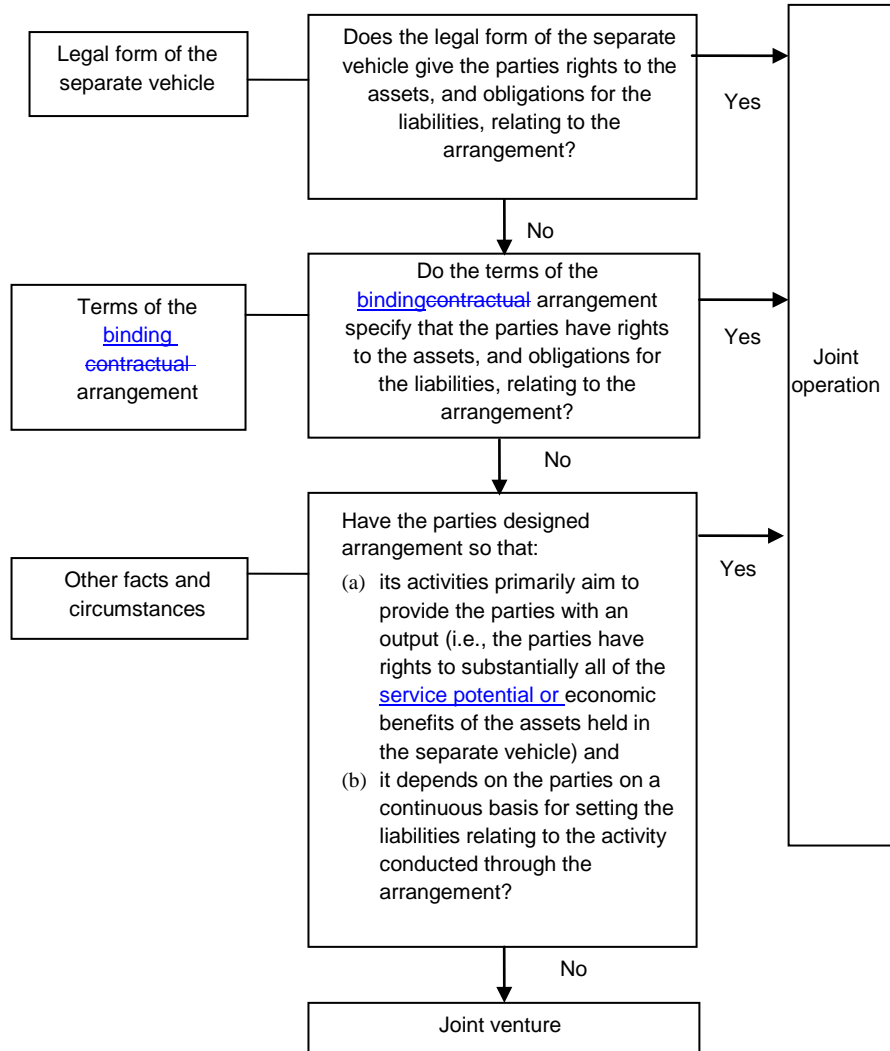 Legal form of the
separate vehicle
Does the legal form of the separate
vehicle give the parties rights to the
assets, and obligations for the
liabilities, relating to the
arrangement?
Yes
No
Terms of the
binding
contractual
arrangement
Do the terms of the
bindingcontractual arrangement
specify that the parties have rights
to the assets, and obligations for
the liabilities, relating to the
arrangement?
Yes
Joint
operation
No
Other facts and
circumstances
Have the parties designed
arrangement so that:
(a) its activities primarily aim to
provide the parties with an
output (i.e., the parties have
rights to substantially all of the
service potential or economic
benefits of the assets held in
the separate vehicle) and
(b) it depends on the parties on a
continuous basis for setting the
liabilities relating to the activity
conducted through the
arrangement?
Yes
No
Joint venture